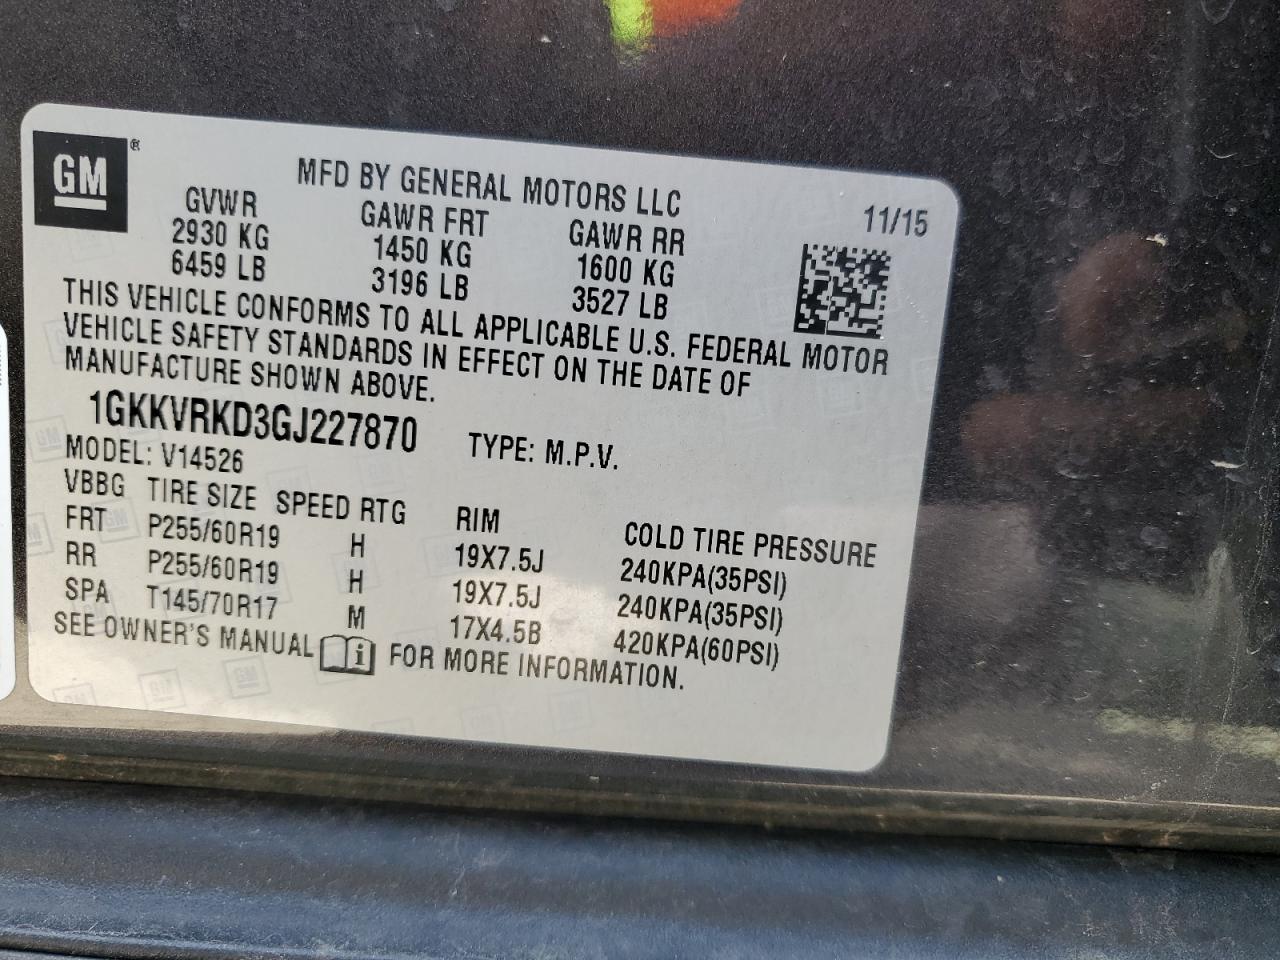 GM®
MFD BY GENERAL MOTORS LLC
11/15
GVWR GAWR FRT GAWR RR
2930 KG 1450 KG 1600 KG
6459 LB 3196 LB 3527 LB
THIS VEHICLE CONFORMS TO ALL APPLICABLE U.S. FEDERAL MOTOR
VEHICLE SAFETY STANDARDS IN EFFECT ON THE DATE OF
MANUFACTURE SHOWN ABOVE.
1GKKVRKD3GJ227870 TYPE: M.P.V.
MODEL: V14526
VBBG TIRE SIZE SPEED RTG RIM COLD TIRE PRESSURE
FRT P255/60R19 H 19X7.5J 240KPA(35PSI)
RR P255/60R19 H 19X7.5J 240KPA(35PSI)
SPA T145/70R17 M 17X4.5B 420KPA(60PSI)
SEE OWNER'S MANUAL i FOR MORE INFORMATION.